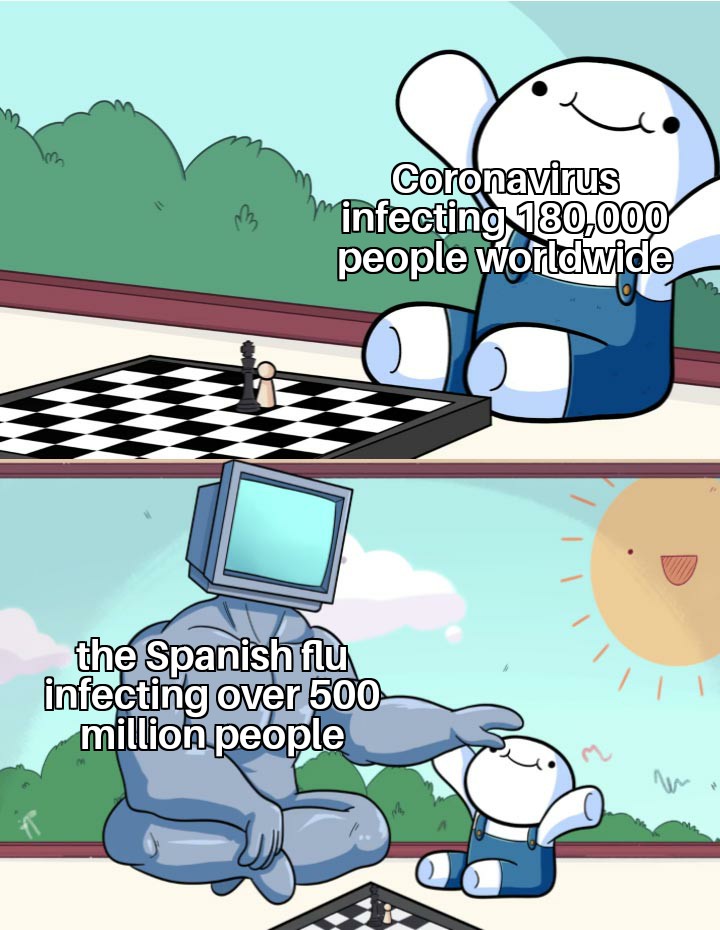 Coronavirus
infecting 180,000
people worldwide
the Spanish flu
infecting over 500
million people